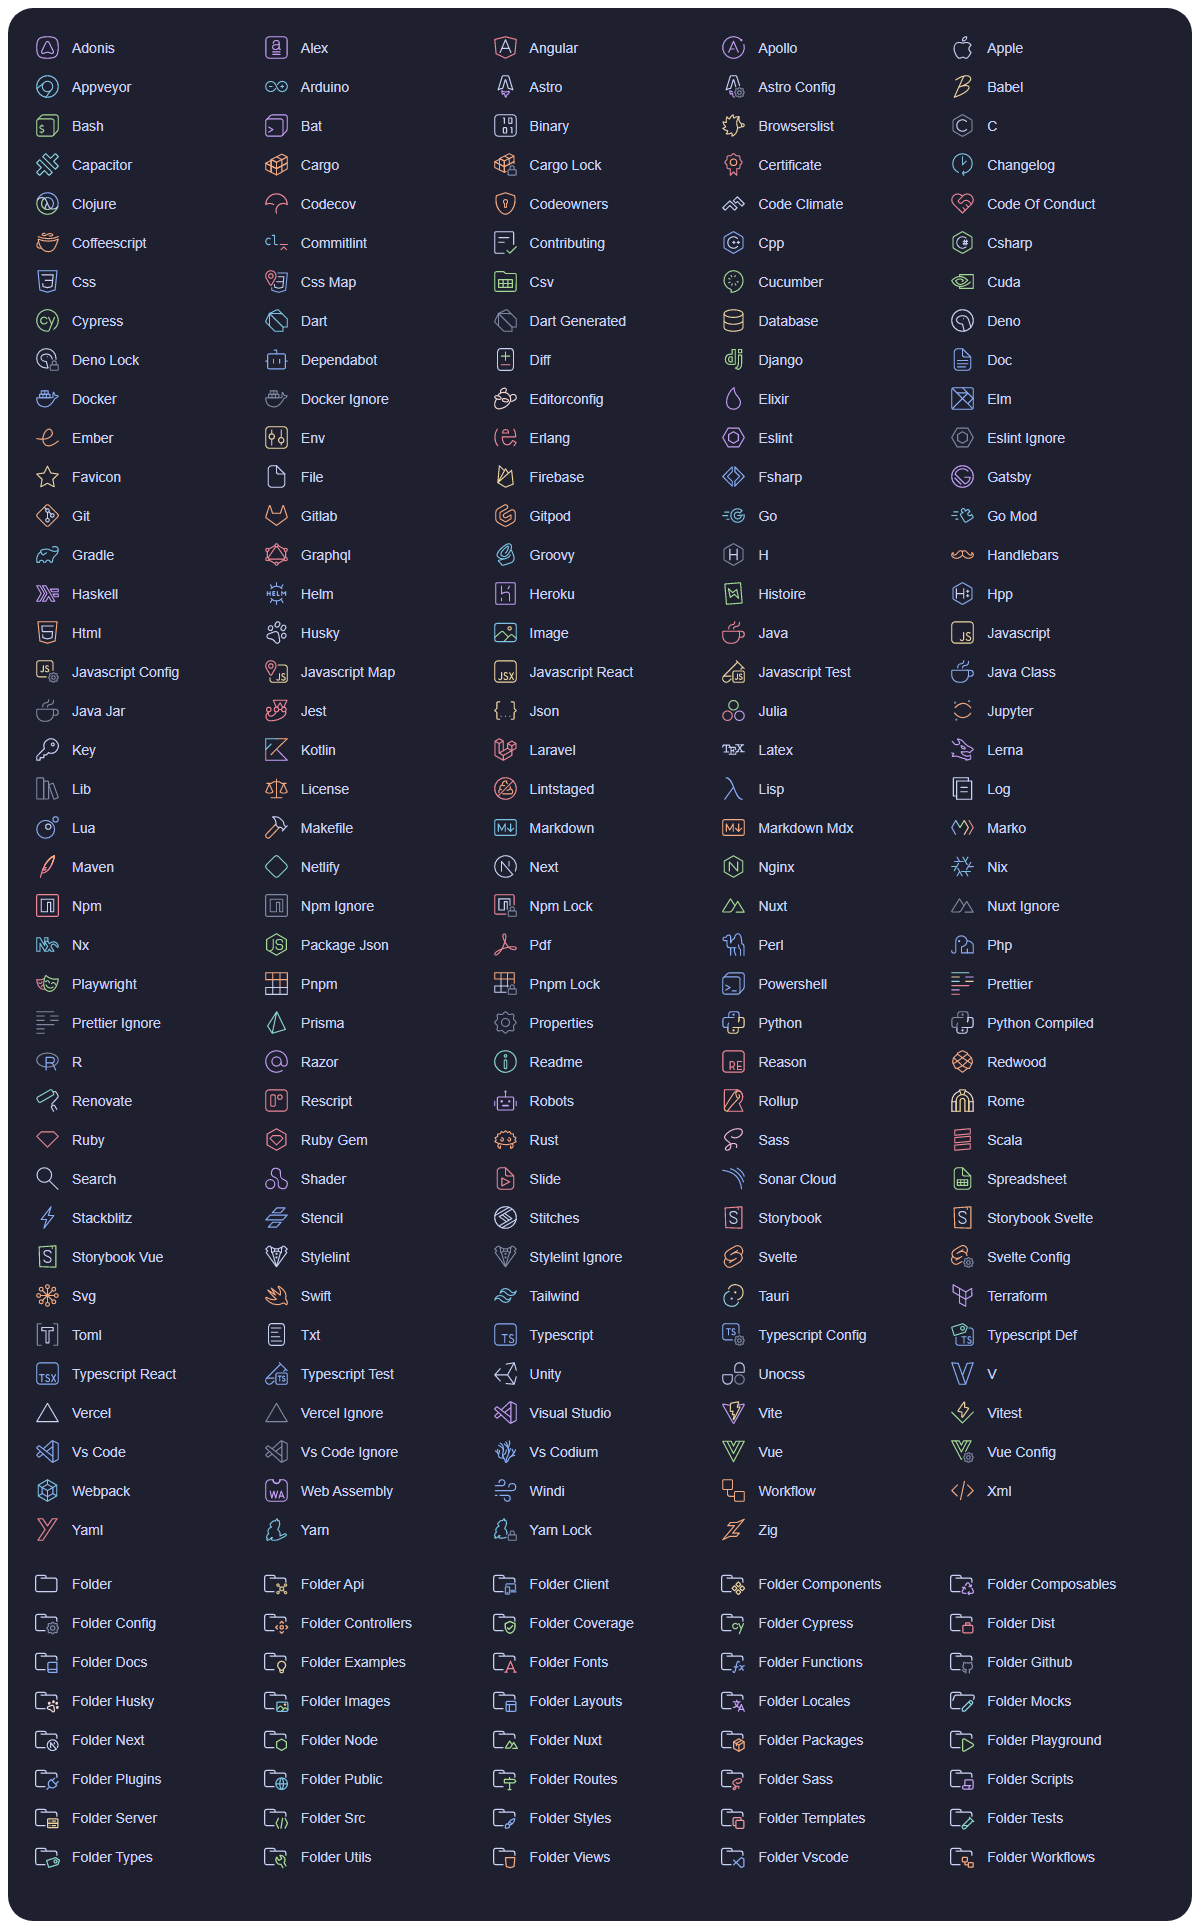 Adonis Alex Angular Apollo Apple
Appveyor Arduino Astro Astro Config Babel
Bash Bat Binary Browserslist C
Capacitor Cargo Cargo Lock Certificate Changelog
Clojure Codecov Codeowners Code Climate Code Of Conduct
Coffeescript Commitlint Contributing Cpp Csharp
Css Css Map Csv Cucumber Cuda
Cypress Dart Dart Generated Database Deno
Deno Lock Dependabot Diff Django Doc
Docker Docker Ignore Editorconfig Elixir Elm
Ember Env Erlang Eslint Eslint Ignore
Favicon File Firebase Fsharp Gatsby
Git Gitlab Gitpod Go Go Mod
Gradle Graphql Groovy H Handlebars
Haskell Helm Heroku Histoire Hpp
Html Husky Image Java Javascript
Javascript Config Javascript Map Javascript React Javascript Test Java Class
Java Jar Jest Json Julia Jupyter
Key Kotlin Laravel Latex Lerna
Lib License Lintstaged Lisp Log
Lua Makefile Markdown Markdown Mdx Marko
Maven Netlify Next Nginx Nix
Npm Npm Ignore Npm Lock Nuxt Nuxt Ignore
Nx Package Json Pdf Perl Php
Playwright Pnpm Pnpm Lock Powershell Prettier
Prettier Ignore Prisma Properties Python Python Compiled
R Razor Readme Reason Redwood
Renovate Rescript Robots Rollup Rome
Ruby Ruby Gem Rust Sass Scala
Search Shader Slide Sonar Cloud Spreadsheet
Stackblitz Stencil Stitches Storybook Storybook Svelte
Storybook Vue Stylelint Stylelint Ignore Svelte Svelte Config
Svg Swift Tailwind Tauri Terraform
Toml Txt Typescript Typescript Config Typescript Def
Typescript React Typescript Test Unity Unocss V
Vercel Vercel Ignore Visual Studio Vite Vitest
Vs Code Vs Code Ignore Vs Codium Vue Vue Config
Webpack Web Assembly Windi Workflow Xml
Yaml Yarn Yarn Lock Zig
Folder Folder Api Folder Client Folder Components Folder Composables
Folder Config Folder Controllers Folder Coverage Folder Cypress Folder Dist
Folder Docs Folder Examples Folder Fonts Folder Functions Folder Github
Folder Husky Folder Images Folder Layouts Folder Locales Folder Mocks
Folder Next Folder Node Folder Nuxt Folder Packages Folder Playground
Folder Plugins Folder Public Folder Routes Folder Sass Folder Scripts
Folder Server Folder Src Folder Styles Folder Templates Folder Tests
Folder Types Folder Utils Folder Views Folder Vscode Folder Workflows